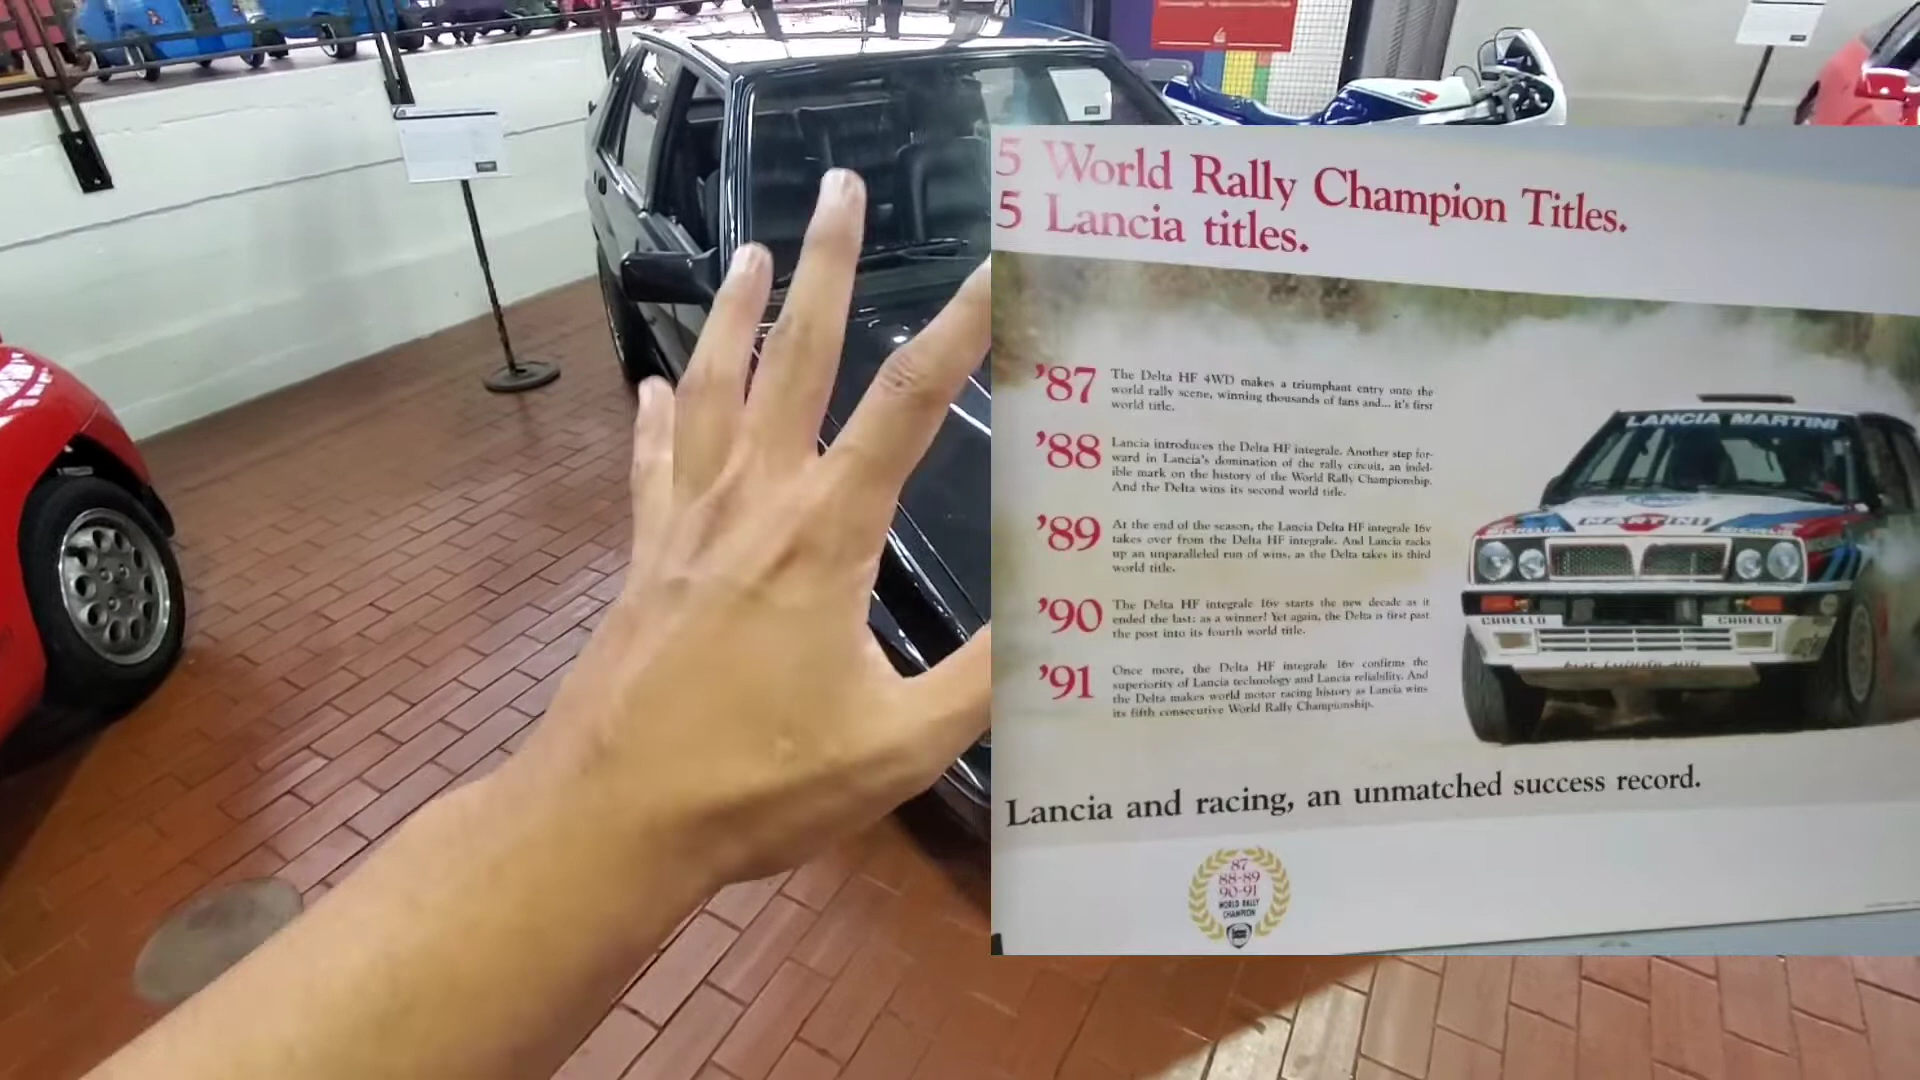 5 World Rally Champion Titles.
5 Lancia titles.
'87
The Delta HF 4WD makes a triumphant entry onto the
world rally scene, winning thousands of fans and... it's first
world title.
'88
Lancia introduces the Delta HF integrale. Another step for-
ward in Lancia's domination of the rally circuit, an indel-
ible mark on the history of the World Rally Championship.
And the Delta wins its second world title.
'89
At the end of the season, the Lancia Delta HF integrale 16v
takes over from the Delta HF integrale. And Lancia racks
up an unparalleled run of wins, as the Delta takes its third
world title.
'90
The Delta HF integrale 16v starts the new decade as it
ended the last: as a winner! Yet again, the Delta is first past
the post into its fourth world title.
'91
Once more, the Delta HF integrale 16v confirms the
superiority of Lancia technology and Lancia reliability. And
the Delta makes world motor racing history as Lancia wins
its fifth consecutive World Rally Championship.
LANCIA MARTINI
MICHELIN
MARTINI
MICHELIN
CARELLO
CARELLO
Lancia and racing, an unmatched success record.
87
88-89
90-91
WORLD RALLY
CHAMPION